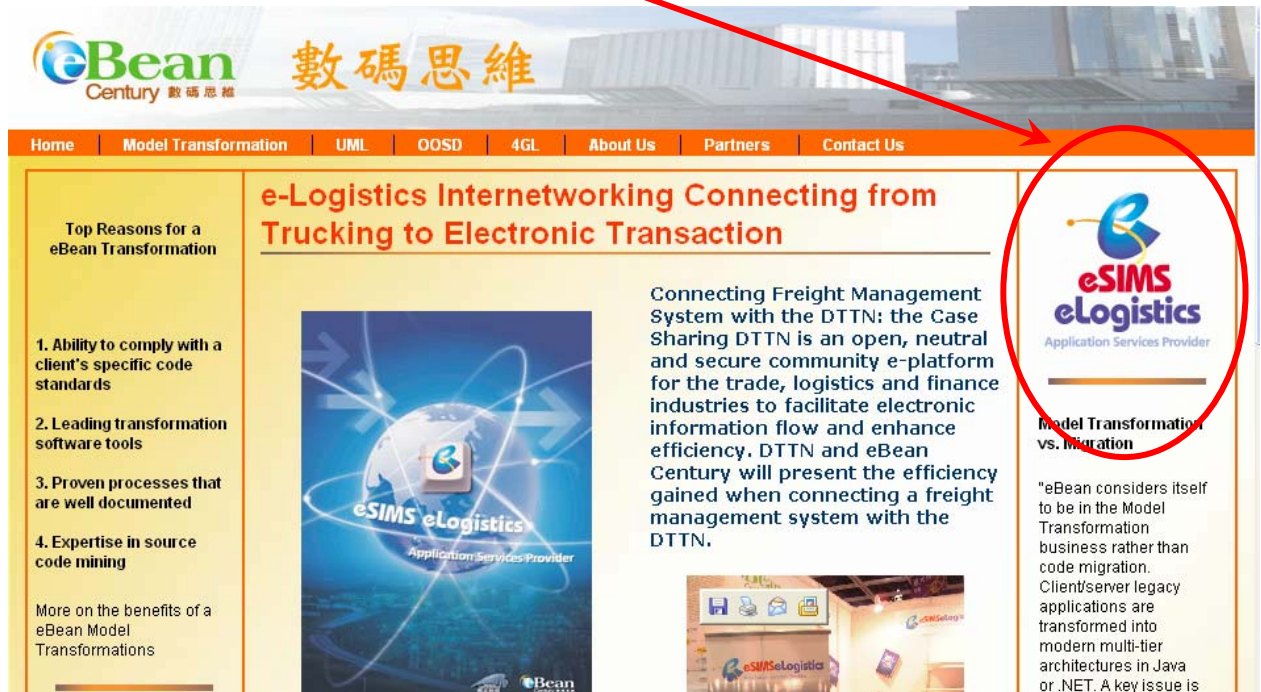 eBean
Century 數碼思維
數碼思維
Home
Model Transformation
UML
OOSD
4GL
About Us
Partners
Contact Us
Top Reasons for a
eBean Transformation
1. Ability to comply with a
client's specific code
standards
2. Leading transformation
software tools
3. Proven processes that
are well documented
4. Expertise in source
code mining
More on the benefits of a
eBean Model
Transformations
e-Logistics Internetworking Connecting from
Trucking to Electronic Transaction
eSIMS eLogistics
Application Services Provider
eBean
Connecting Freight Management
System with the DTTN: the Case
Sharing DTTN is an open, neutral
and secure community e-platform
for the trade, logistics and finance
industries to facilitate electronic
information flow and enhance
efficiency. DTTN and eBean
Century will present the efficiency
gained when connecting a freight
management system with the
DTTN.
eSIMSeLogistics
eSIMS
eLogistics
Application Services Provider
Model Transformation
vs. Migration
"eBean considers itself
to be in the Model
Transformation
business rather than
code migration.
Client/server legacy
applications are
transformed into
modern multi-tier
architectures in Java
or .NET. A key issue is